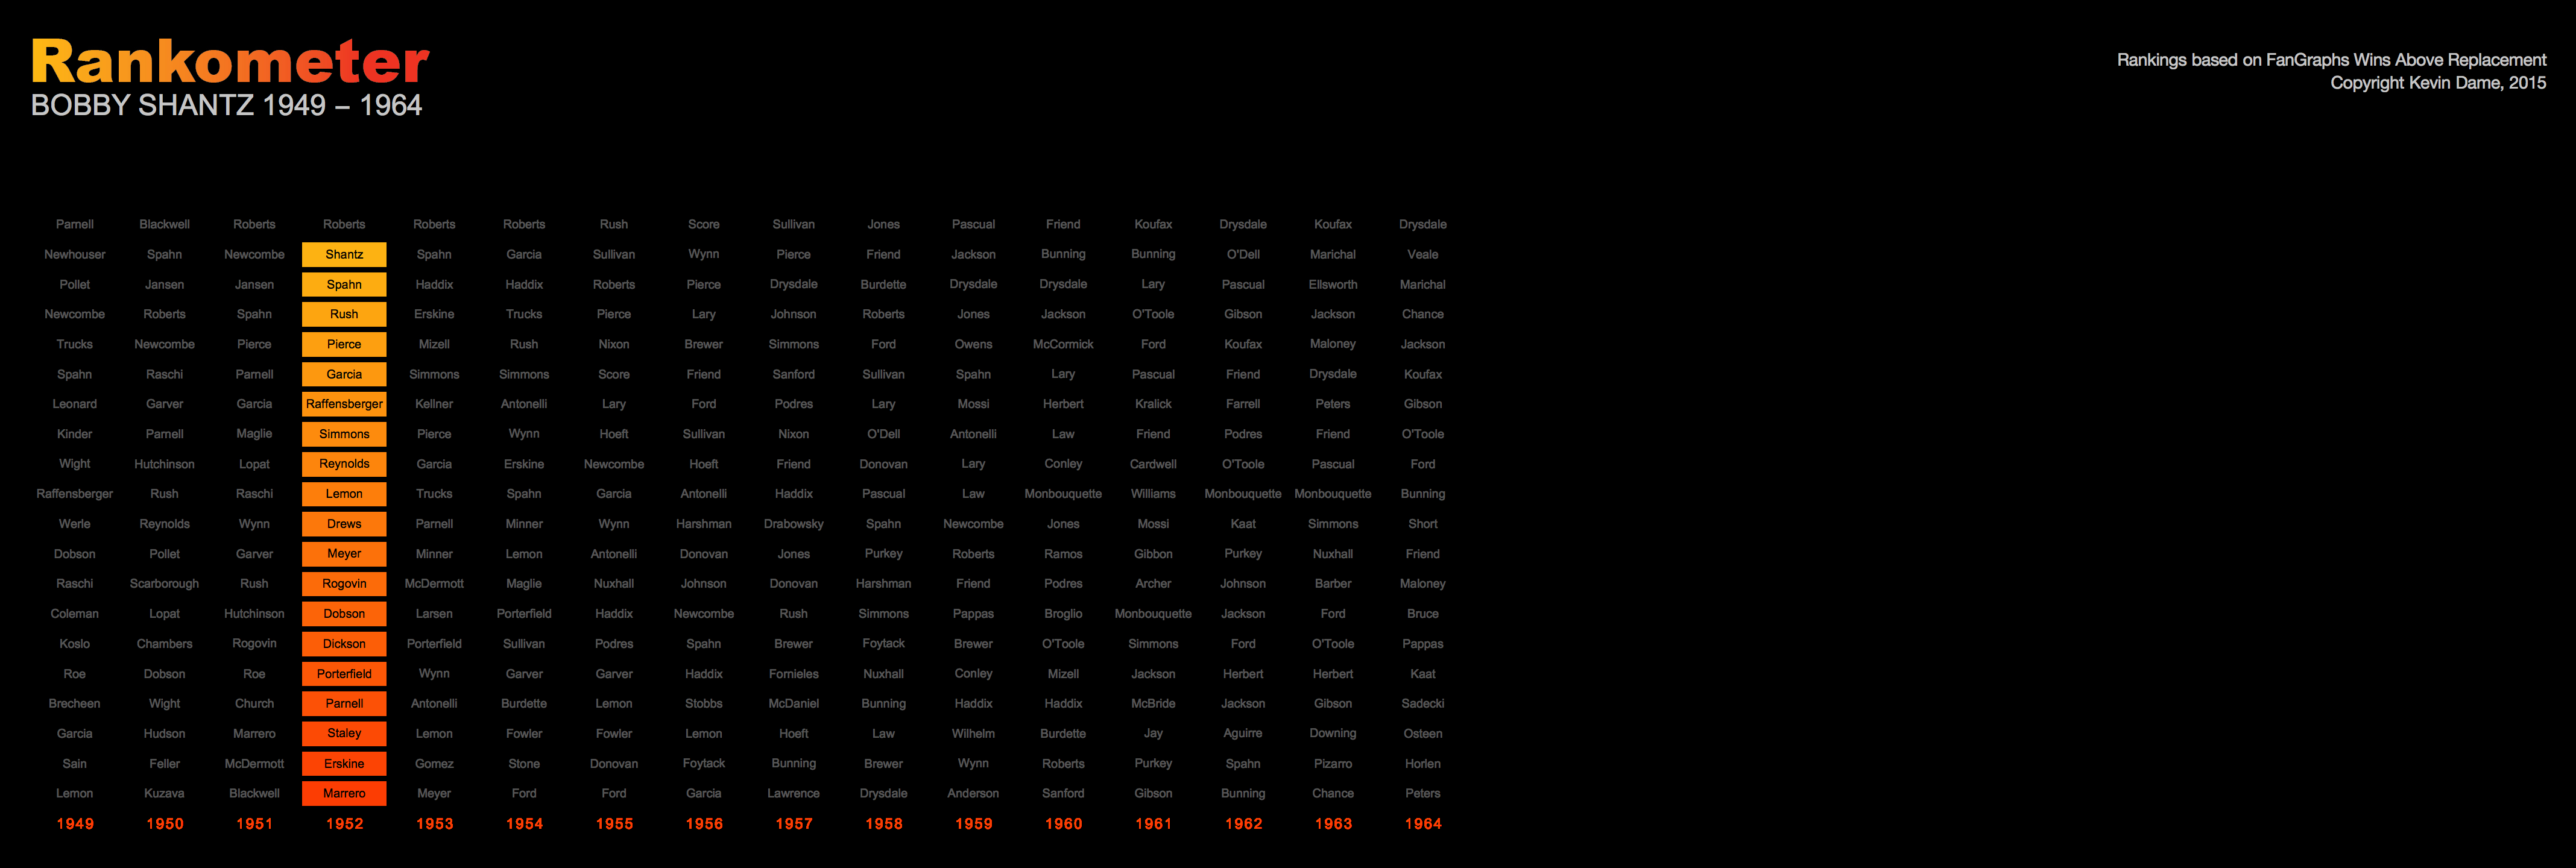 Rankometer
BOBBY SHANTZ 1949 – 1964
Rankings based on FanGraphs Wins Above Replacement
Copyright Kevin Dame, 2015
Parnell Blackwell Roberts Roberts Roberts Roberts Rush Score Sullivan Jones Pascual Friend Koufax Drysdale Koufax Drysdale
Newhouser Spahn Newcombe Shantz Spahn Garcia Sullivan Wynn Pierce Friend Jackson Bunning Bunning O'Dell Marichal Veale
Pollet Jansen Jansen Spahn Haddix Haddix Roberts Pierce Drysdale Burdette Drysdale Drysdale Lary Pascual Ellsworth Marichal
Newcombe Roberts Spahn Rush Erskine Trucks Pierce Lary Johnson Roberts Jones Jackson O'Toole Gibson Jackson Chance
Trucks Newcombe Pierce Pierce Mizell Rush Nixon Brewer Simmons Ford Owens McCormick Ford Koufax Maloney Jackson
Spahn Raschi Parnell Garcia Simmons Simmons Score Friend Sanford Sullivan Spahn Lary Pascual Friend Drysdale Koufax
Leonard Garver Garcia Raffensberger Kellner Antonelli Lary Ford Podres Lary Mossi Herbert Kralick Farrell Peters Gibson
Kinder Parnell Maglie Simmons Pierce Wynn Hoeft Sullivan Nixon O'Dell Antonelli Law Friend Podres Friend O'Toole
Wight Hutchinson Lopat Reynolds Garcia Erskine Newcombe Hoeft Friend Donovan Lary Conley Cardwell O'Toole Pascual Ford
Raffensberger Rush Raschi Lemon Trucks Spahn Garcia Antonelli Haddix Pascual Law Monbouquette Williams Monbouquette Monbouquette Bunning
Werle Reynolds Wynn Drews Parnell Minner Wynn Harshman Drabowsky Spahn Newcombe Jones Mossi Kaat Simmons Short
Dobson Pollet Garver Meyer Minner Lemon Antonelli Donovan Jones Purkey Roberts Ramos Gibbon Purkey Nuxhall Friend
Raschi Scarborough Rush Rogovin McDermott Maglie Nuxhall Johnson Donovan Harshman Friend Podres Archer Johnson Barber Maloney
Coleman Lopat Hutchinson Dobson Larsen Porterfield Haddix Newcombe Rush Simmons Pappas Broglio Monbouquette Jackson Ford Bruce
Koslo Chambers Rogovin Dickson Porterfield Sullivan Podres Spahn Brewer Foytack Brewer O'Toole Simmons Ford O'Toole Pappas
Roe Dobson Roe Porterfield Wynn Garver Garver Haddix Fornieles Nuxhall Conley Mizell Jackson Herbert Herbert Kaat
Brecheen Wight Church Parnell Antonelli Burdette Lemon Stobbs McDaniel Bunning Haddix Haddix McBride Jackson Gibson Sadecki
Garcia Hudson Marrero Staley Lemon Fowler Fowler Lemon Hoeft Law Wilhelm Burdette Jay Aguirre Downing Osteen
Sain Feller McDermott Erskine Gomez Stone Donovan Foytack Bunning Brewer Wynn Roberts Purkey Spahn Pizarro Horlen
Lemon Kuzava Blackwell Marrero Meyer Ford Ford Garcia Lawrence Drysdale Anderson Sanford Gibson Bunning Chance Peters
1949 1950 1951 1952 1953 1954 1955 1956 1957 1958 1959 1960 1961 1962 1963 1964